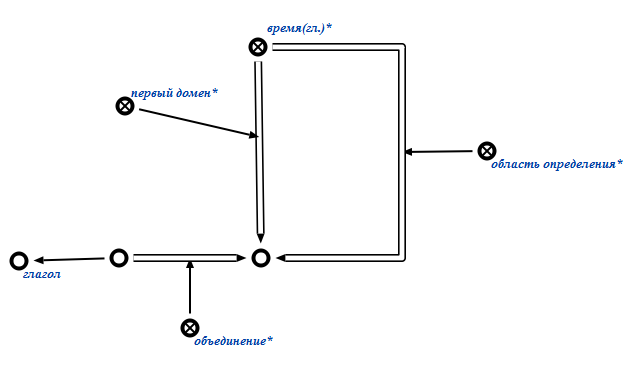 время(гл.)*
первый домен*
область определения*
глагол
объединение*